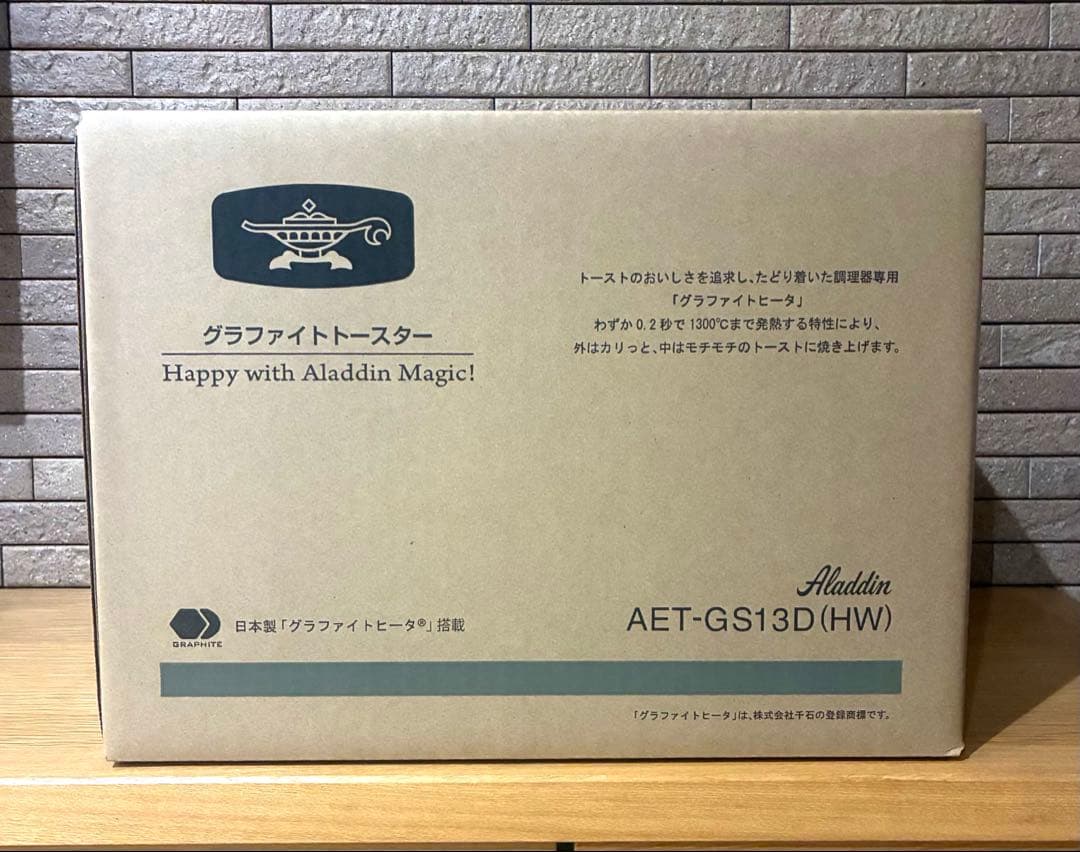 グラファイトトースター
Happy with Aladdin Magic!
トーストのおいしさを追求し、たどり着いた調理器専用
「グラファイトヒータ」
わずか0.2秒で1300℃まで発熱する特性により、
外はカリっと、中はモチモチのトーストに焼き上げます。
GRAPHITE
日本製「グラファイトヒータ®」搭載
Aladdin
AET-GS13D(HW)
「グラファイトヒータ」は、株式会社千石の登録商標です。